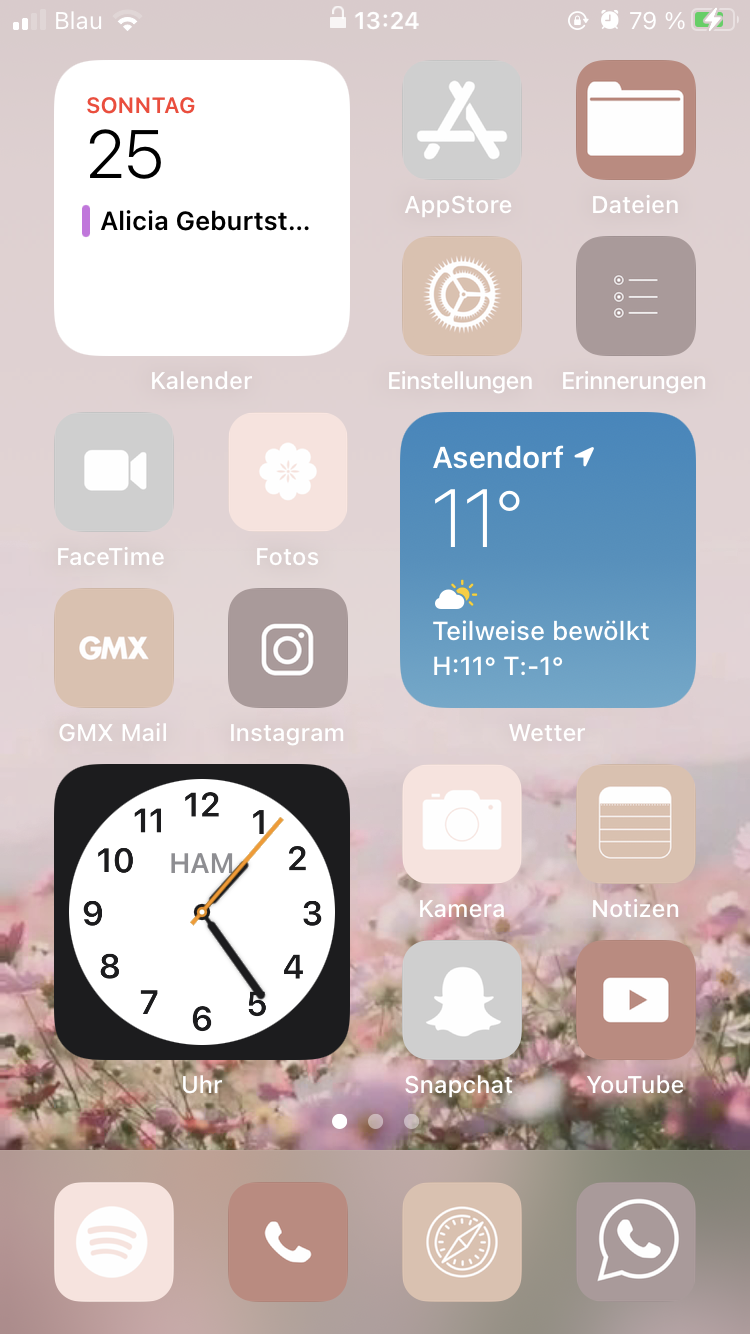 Blau 13:24 79 %
SONNTAG
25
Alicia Geburtst...
Kalender
AppStore
Dateien
Einstellungen
Erinnerungen
FaceTime
Fotos
GMX
GMX Mail
Instagram
Asendorf
11°
Teilweise bewölkt
H:11° T:-1°
Wetter
HAM
12
1
2
3
4
5
6
7
8
9
10
11
Uhr
Kamera
Notizen
Snapchat
YouTube